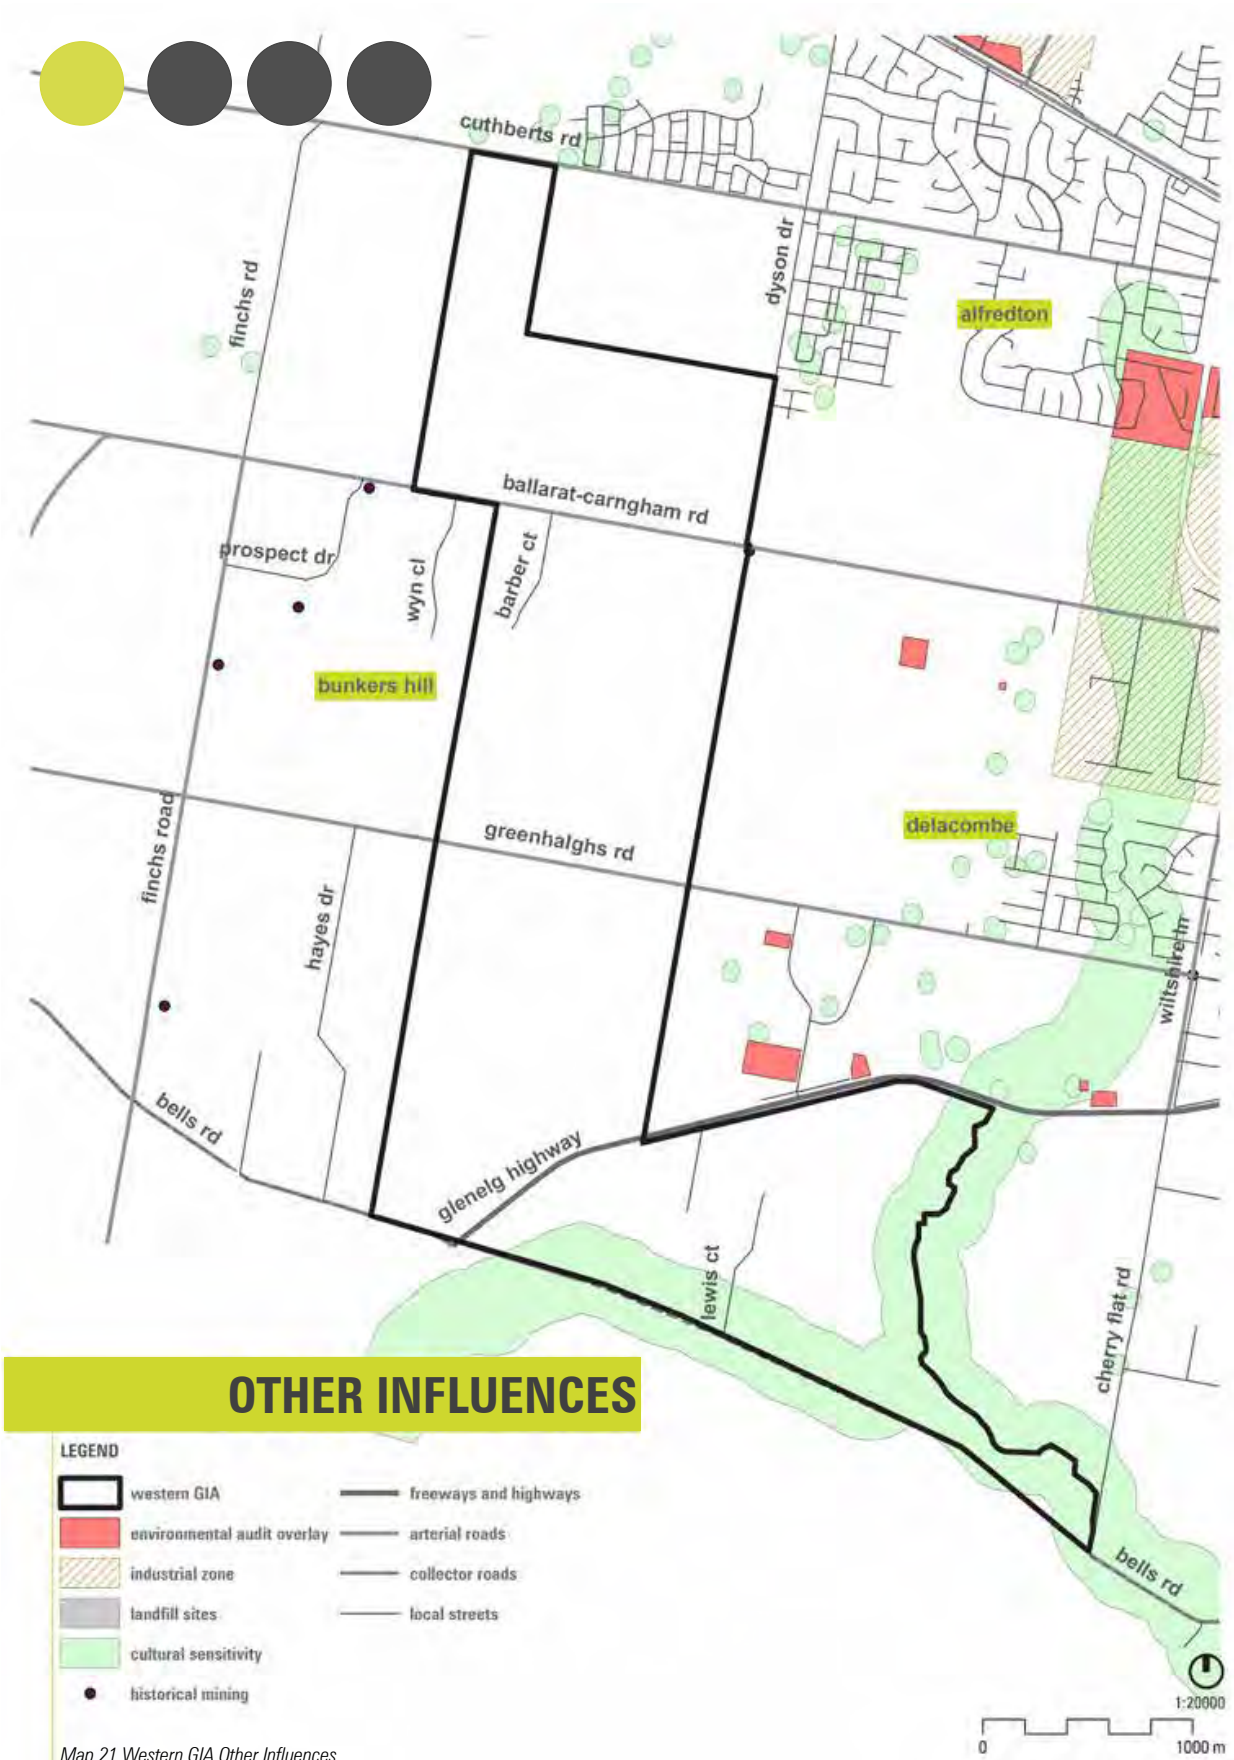 cuthberts rd
finchs rd
dyson dr
alfredton
ballarat-carngham rd
prospect dr
wyn cl
barber ct
bunkers hill
delacombe
greenhalghs rd
finchs road
hayes dr
wiltshire ln
bells rd
glenelg highway
lewis ct
cherry flat rd
bells rd
OTHER INFLUENCES
LEGEND
western GIA
environmental audit overlay
industrial zone
landfill sites
cultural sensitivity
historical mining
freeways and highways
arterial roads
collector roads
local streets
1:20000
0 1000 m
Map 21 Western GIA Other Influences